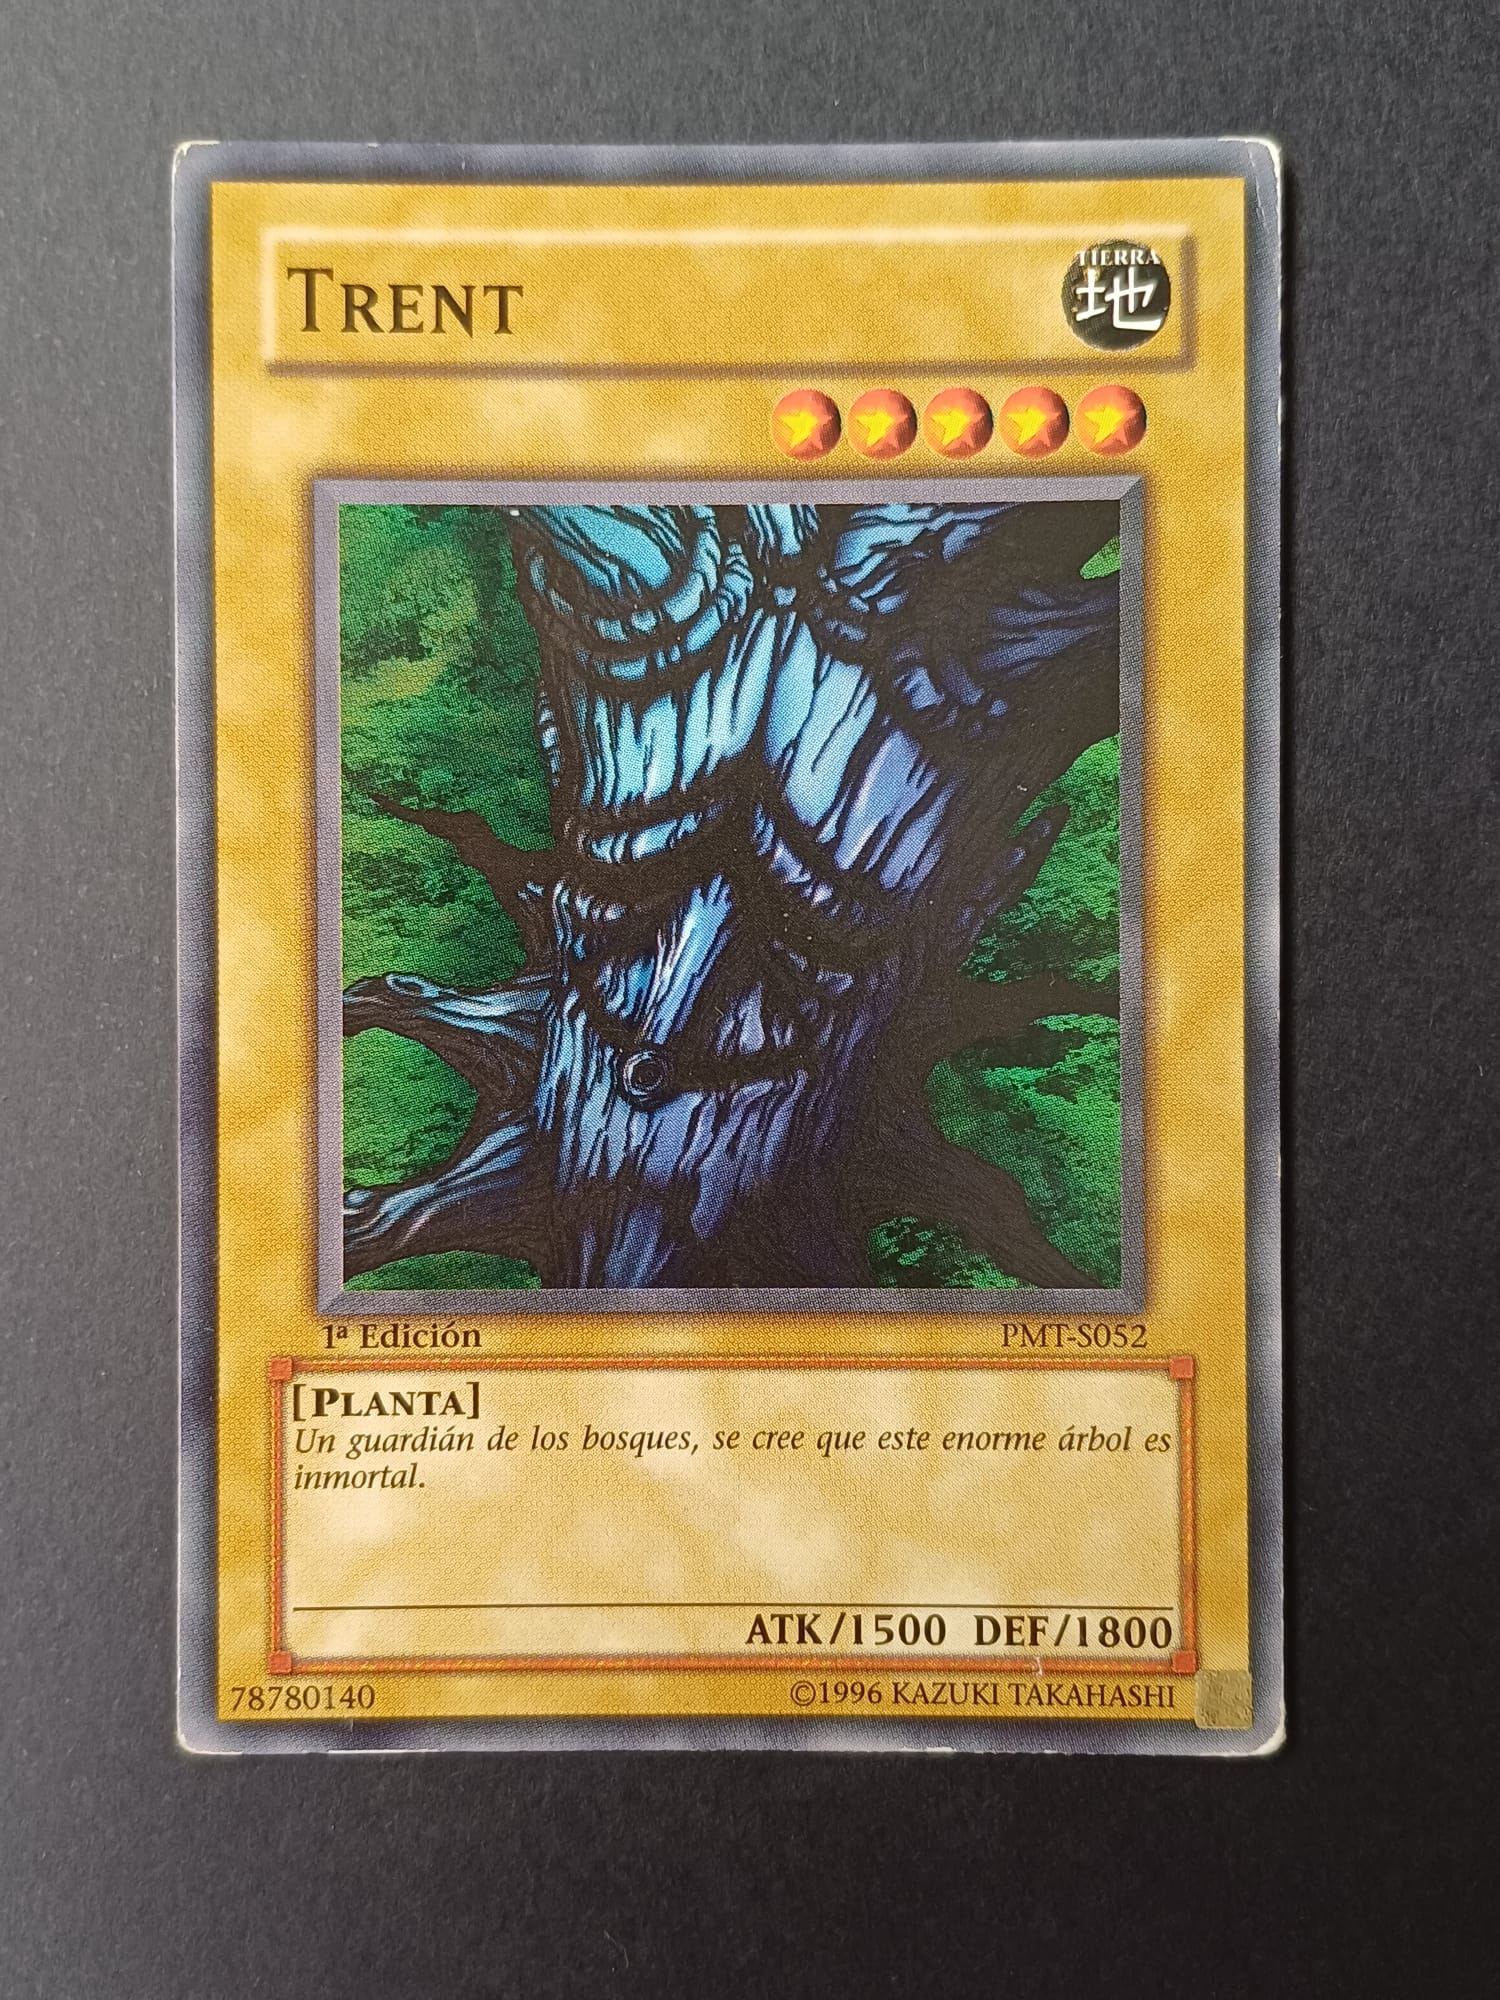 TRENT
TIERRA
地
1ª Edición
PMT-S052
[PLANTA]
Un guardián de los bosques, se cree que este enorme árbol es
inmortal.
ATK/1500 DEF/1800
78780140
©1996 KAZUKI TAKAHASHI